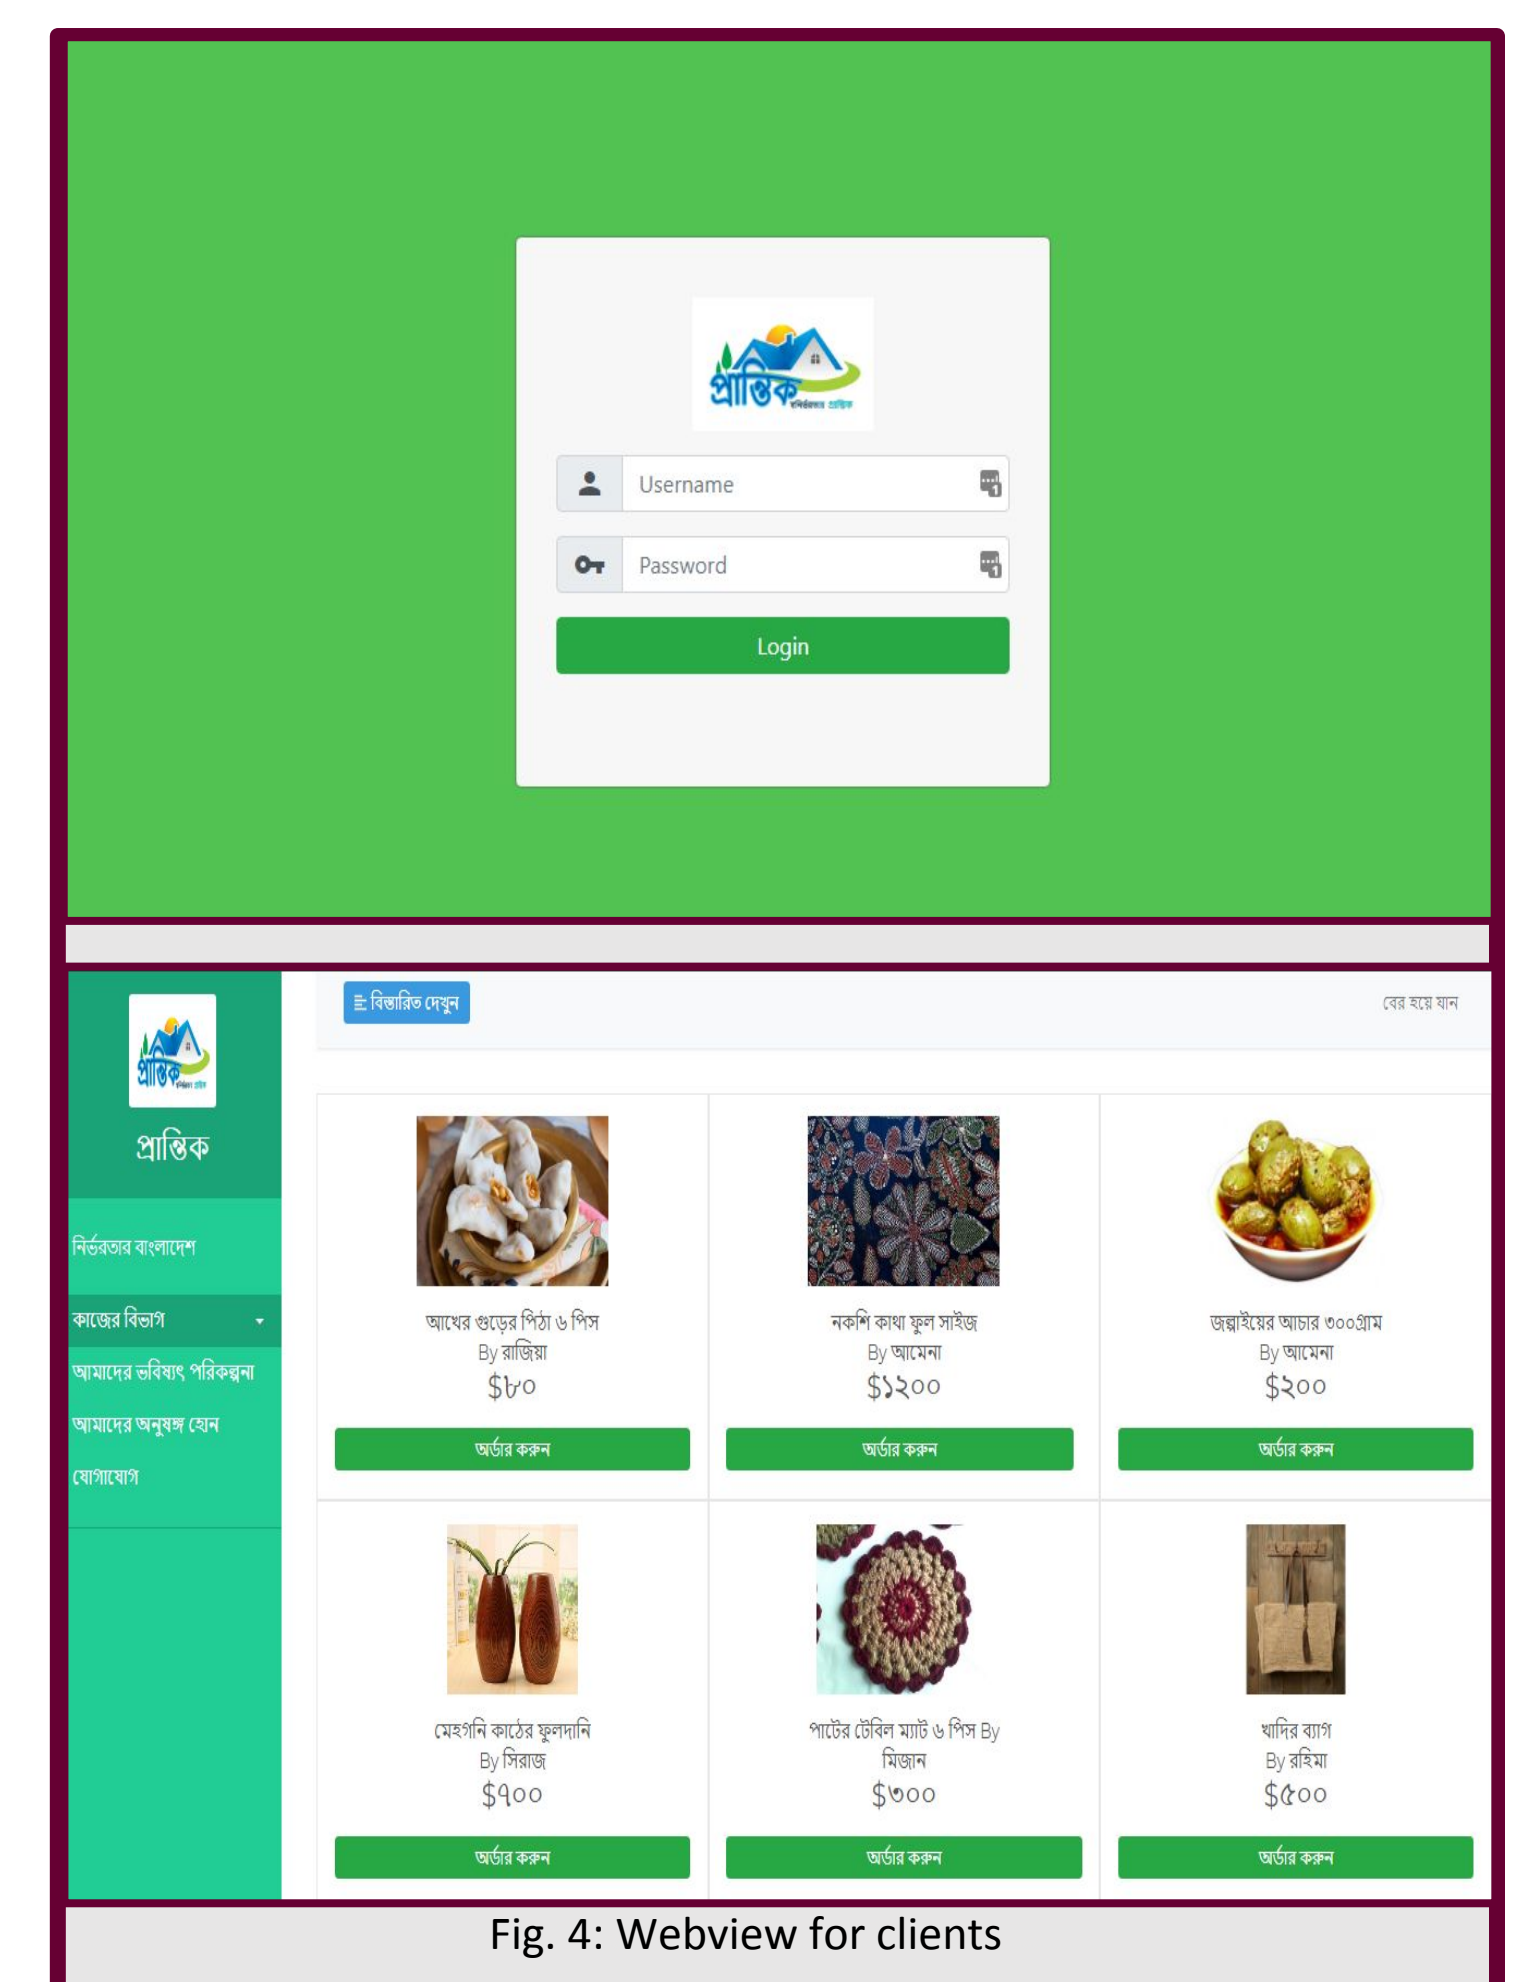 প্রান্তিক
Username
Password
Login
বিস্তারিত দেখুন
বের হয়ে যান
প্রান্তিক
প্রান্তিক
নির্ভরতার বাংলাদেশ
কাজের বিভাগ
আমাদের ভবিষ্যৎ পরিকল্পনা
আমাদের অনুষঙ্গ হোন
যোগাযোগ
আখের গুড়ের পিঠা ৬ পিস
By রাজিয়া
$৮০
অর্ডার করুন
নকশি কাথা ফুল সাইজ
By আমেনা
$১২০০
অর্ডার করুন
জল্পাইয়ের আচার ৩০০গ্রাম
By আমেনা
$২০০
অর্ডার করুন
মেহগনি কাঠের ফুলদানি
By সিরাজ
$৭০০
অর্ডার করুন
পাটের টেবিল ম্যাট ৬ পিস By
মিজান
$৩০০
অর্ডার করুন
খাদির ব্যাগ
By রহিমা
$৫০০
অর্ডার করুন
Fig. 4: Webview for clients